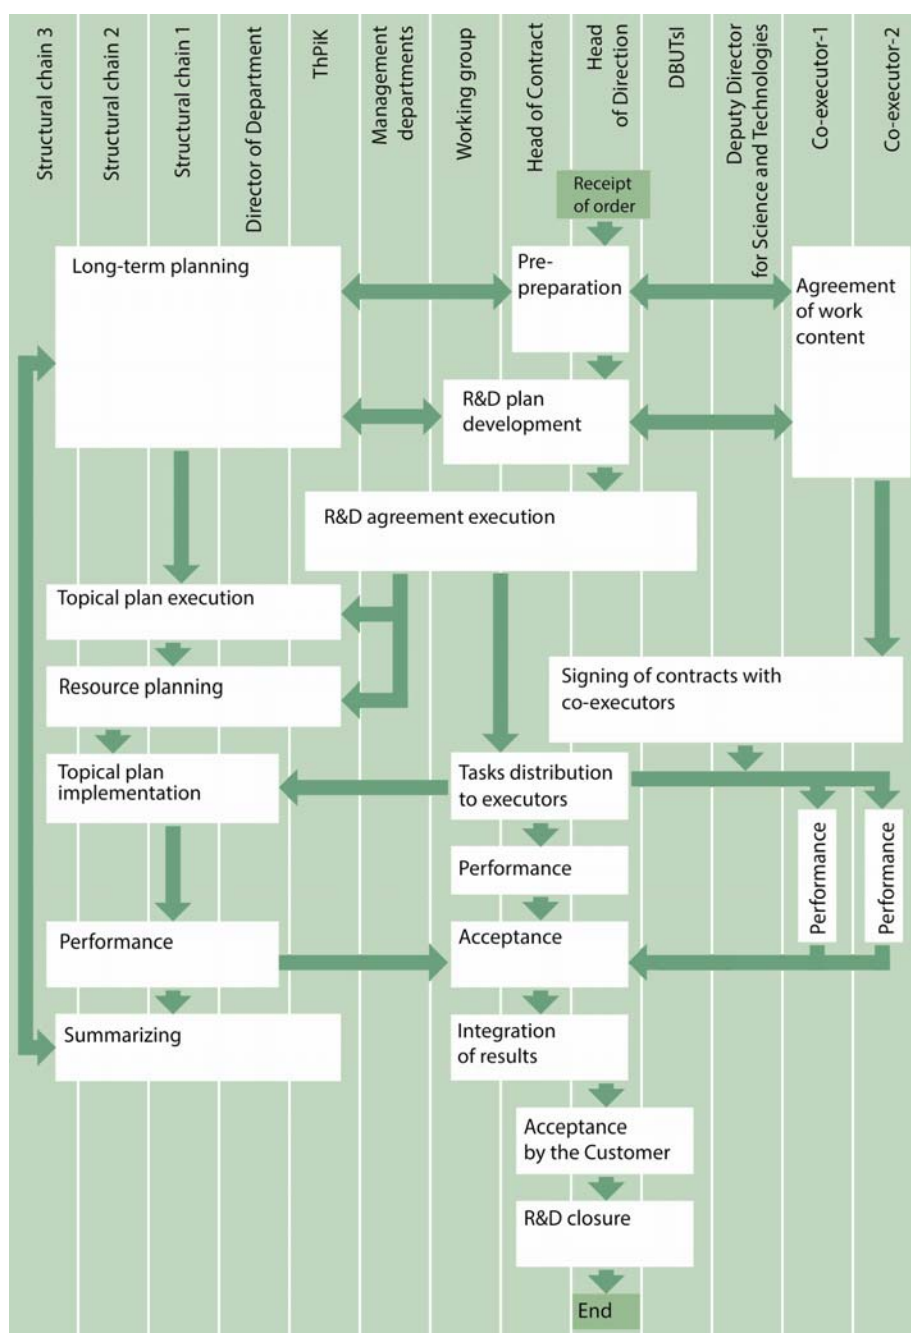 Structural chain 3
Structural chain 2
Structural chain 1
Director of Department
ThPiK
Management
departments
Working group
Head of Contract
Head
of Direction
DBUTsI
Deputy Director
for Science and Technologies
Co-executor-1
Co-executor-2
Receipt
of order
Long-term planning
Pre-
preparation
Agreement
of work
content
R&D plan
development
R&D agreement execution
Topical plan execution
Resource planning
Signing of contracts with
co-executors
Topical plan
implementation
Tasks distribution
to executors
Performance
Performance
Performance
Performance
Acceptance
Summarizing
Integration
of results
Acceptance
by the Customer
R&D closure
End